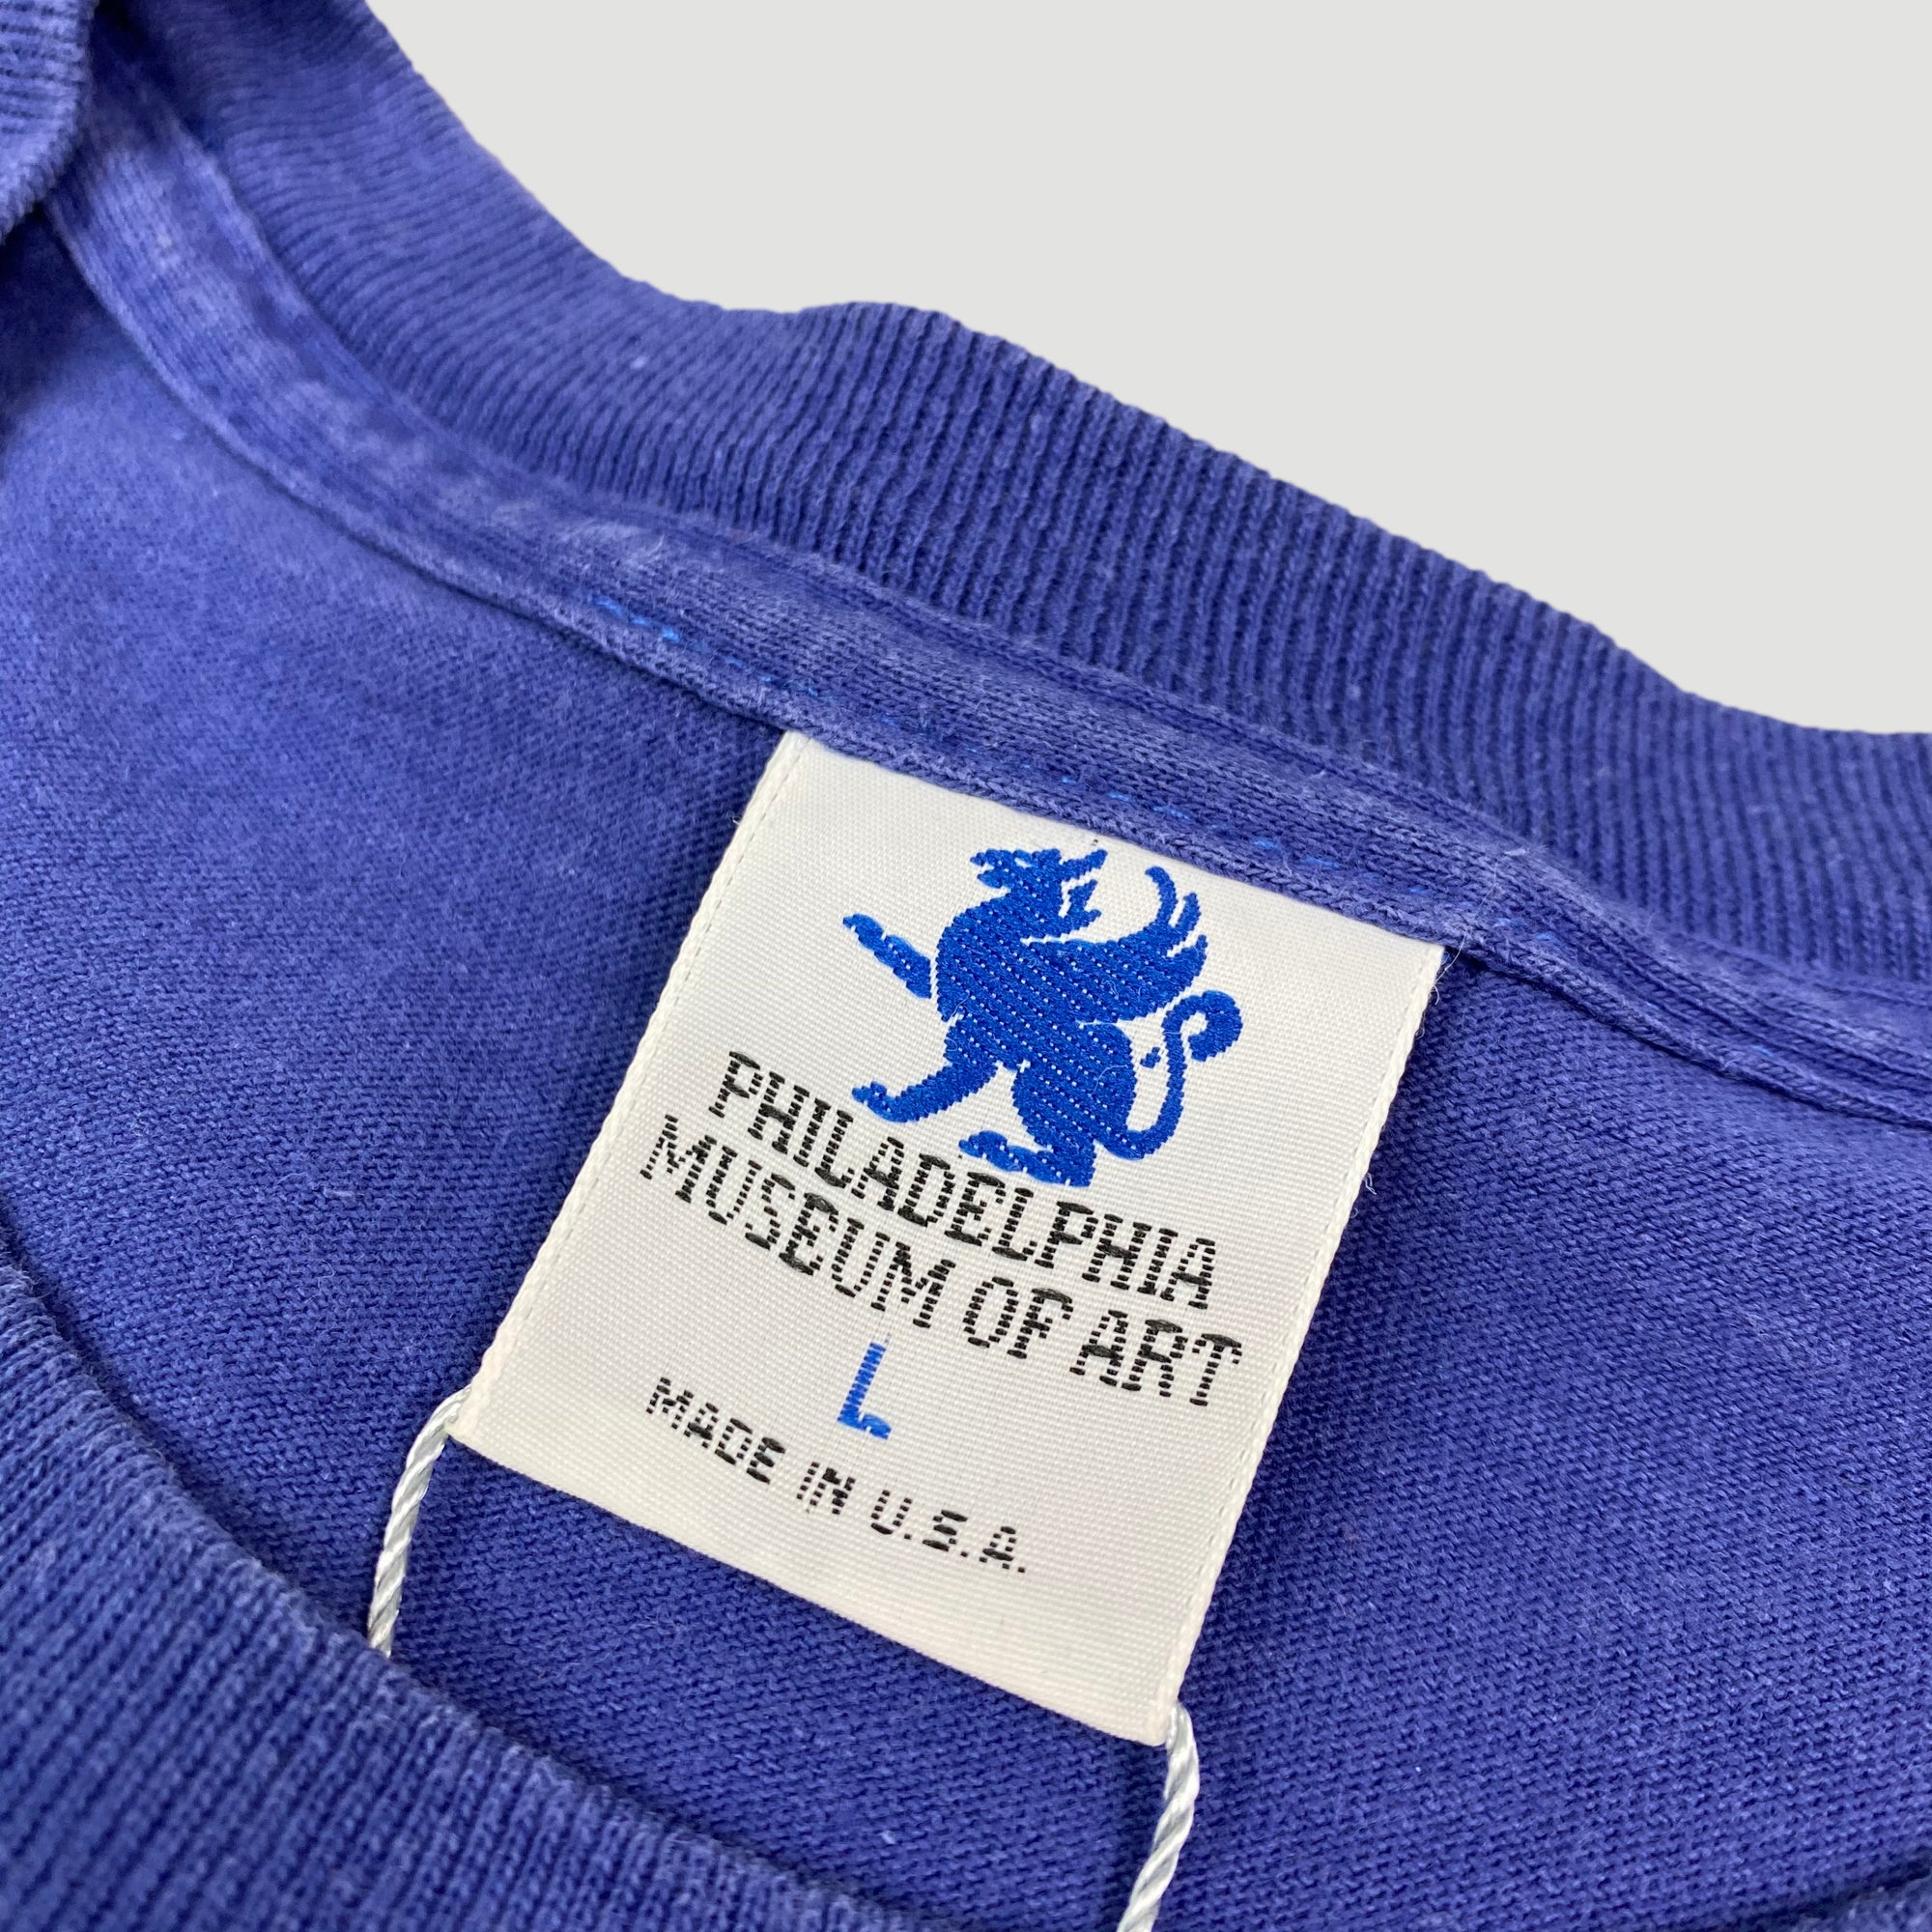 PHILADELPHIA
MUSEUM OF ART
L
MADE IN U.S.A.